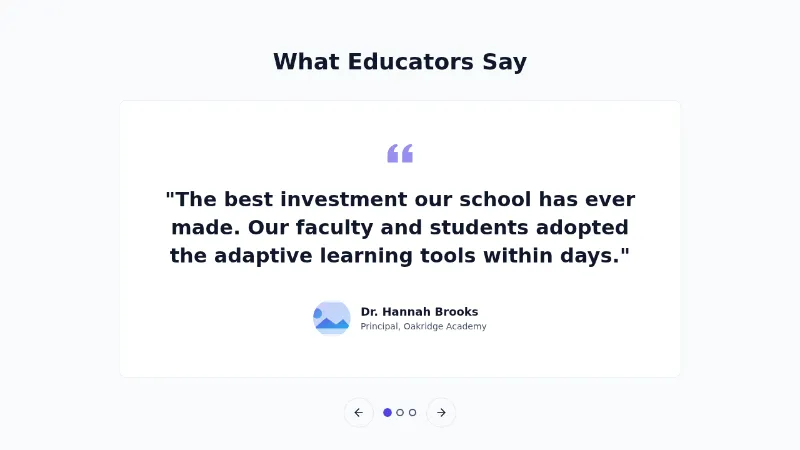 What Educators Say
"The best investment our school has ever
made. Our faculty and students adopted
the adaptive learning tools within days."
Dr. Hannah Brooks
Principal, Oakridge Academy